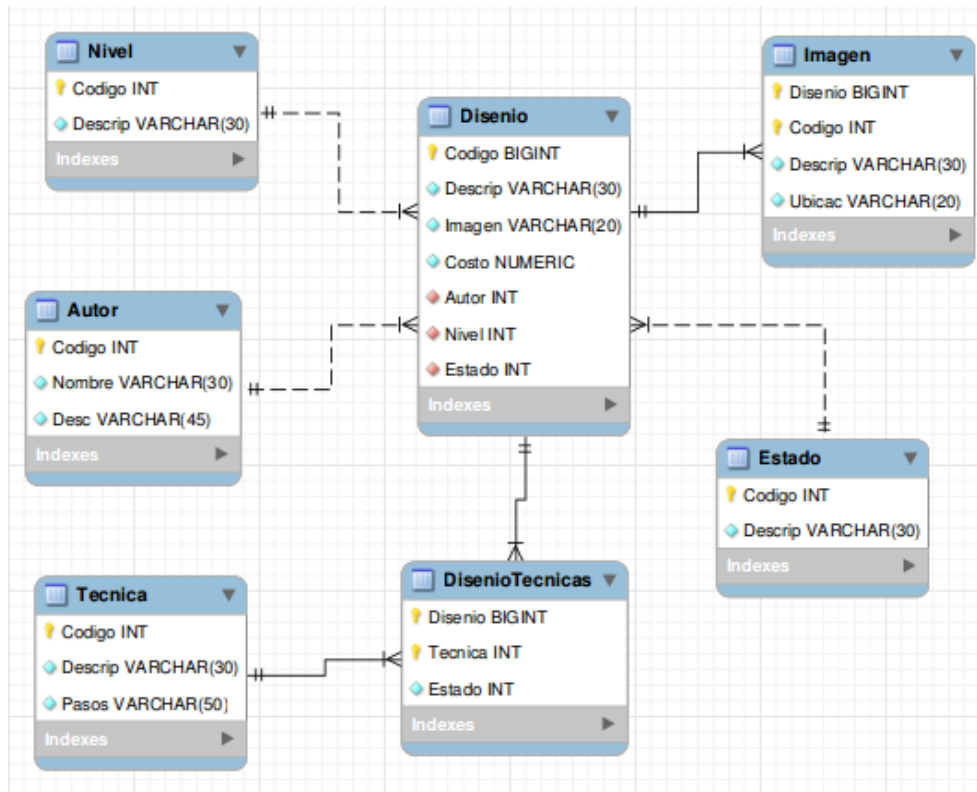 Nivel
Codigo INT
Descrip VARCHAR(30)
Indexes
Autor
Codigo INT
Nombre VARCHAR(30)
Desc VARCHAR(45)
Indexes
Tecnica
Codigo INT
Descrip VARCHAR(30)
Pasos VARCHAR(50)
Indexes
Disenio
Codigo BIGINT
Descrip VARCHAR(30)
Imagen VARCHAR(20)
Costo NUMERIC
Autor INT
Nivel INT
Estado INT
Indexes
DisenioTecnicas
Disenio BIGINT
Tecnica INT
Estado INT
Indexes
Imagen
Disenio BIGINT
Codigo INT
Descrip VARCHAR(30)
Ubicac VARCHAR(20)
Indexes
Estado
Codigo INT
Descrip VARCHAR(30)
Indexes